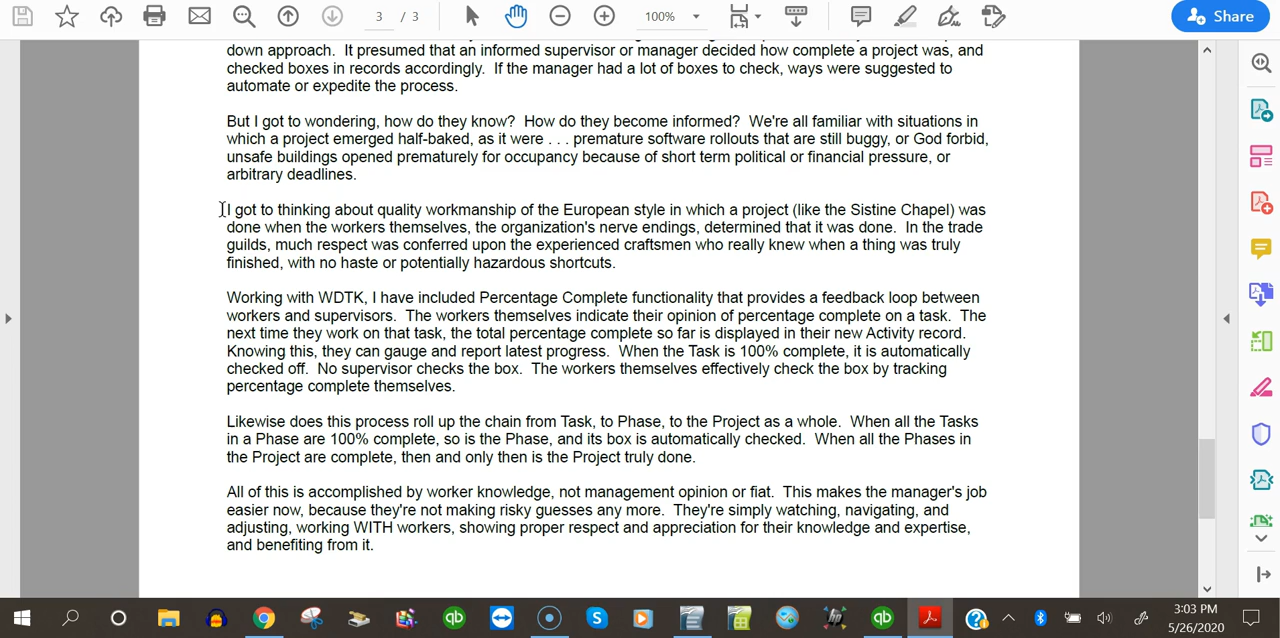 3 / 3
100%
Share
down approach. It presumed that an informed supervisor or manager decided how complete a project was, and
checked boxes in records accordingly. If the manager had a lot of boxes to check, ways were suggested to
automate or expedite the process.
But I got to wondering, how do they know? How do they become informed? We're all familiar with situations in
which a project emerged half-baked, as it were . . . premature software rollouts that are still buggy, or God forbid,
unsafe buildings opened prematurely for occupancy because of short term political or financial pressure, or
arbitrary deadlines.
I got to thinking about quality workmanship of the European style in which a project (like the Sistine Chapel) was
done when the workers themselves, the organization's nerve endings, determined that it was done. In the trade
guilds, much respect was conferred upon the experienced craftsmen who really knew when a thing was truly
finished, with no haste or potentially hazardous shortcuts.
Working with WDTK, I have included Percentage Complete functionality that provides a feedback loop between
workers and supervisors. The workers themselves indicate their opinion of percentage complete on a task. The
next time they work on that task, the total percentage complete so far is displayed in their new Activity record.
Knowing this, they can gauge and report latest progress. When the Task is 100% complete, it is automatically
checked off. No supervisor checks the box. The workers themselves effectively check the box by tracking
percentage complete themselves.
Likewise does this process roll up the chain from Task, to Phase, to the Project as a whole. When all the Tasks
in a Phase are 100% complete, so is the Phase, and its box is automatically checked. When all the Phases in
the Project are complete, then and only then is the Project truly done.
All of this is accomplished by worker knowledge, not management opinion or fiat. This makes the manager's job
easier now, because they're not making risky guesses any more. They're simply watching, navigating, and
adjusting, working WITH workers, showing proper respect and appreciation for their knowledge and expertise,
and benefiting from it.
qb
qb
3:03 PM
5/26/2020